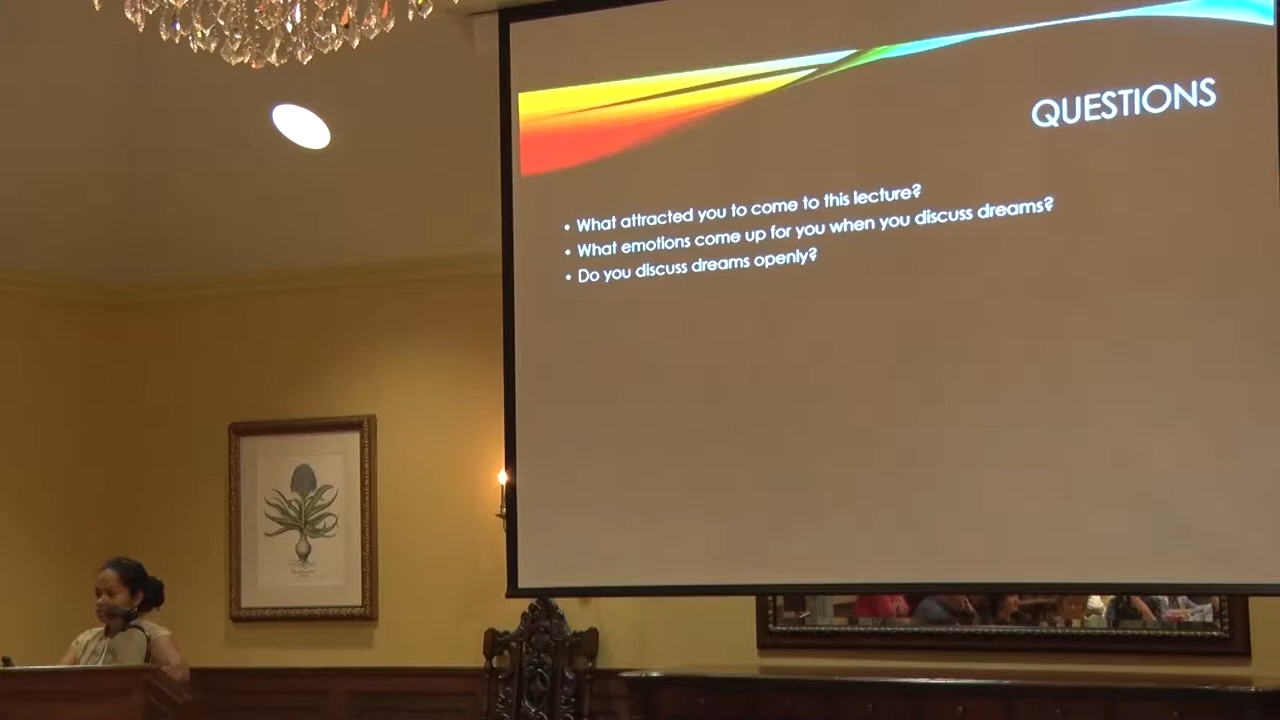 QUESTIONS
• What attracted you to come to this lecture?
• What emotions come up for you when you discuss dreams?
• Do you discuss dreams openly?